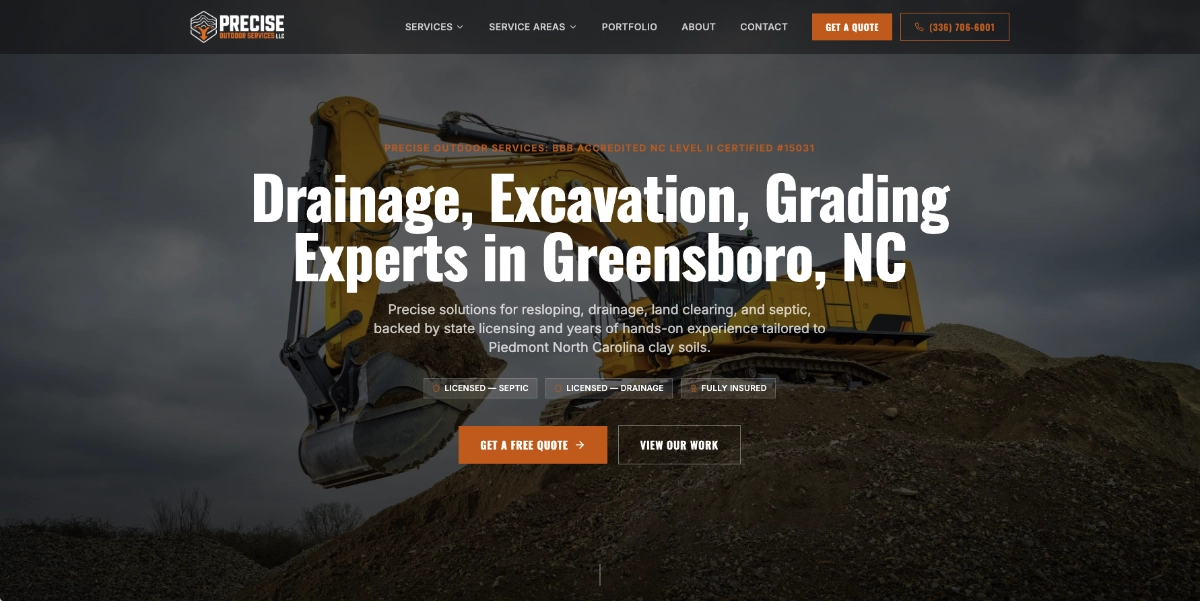 PRECISE
OUTDOOR SERVICES LLC
SERVICES
SERVICE AREAS
PORTFOLIO
ABOUT
CONTACT
GET A QUOTE
(336) 706-6001
PRECISE OUTDOOR SERVICES: BBB ACCREDITED NC LEVEL II CERTIFIED #15031
Drainage, Excavation, Grading
Experts in Greensboro, NC
Precise solutions for resloping, drainage, land clearing, and septic,
backed by state licensing and years of hands-on experience tailored to
Piedmont North Carolina clay soils.
LICENSED — SEPTIC
LICENSED — DRAINAGE
FULLY INSURED
GET A FREE QUOTE →
VIEW OUR WORK